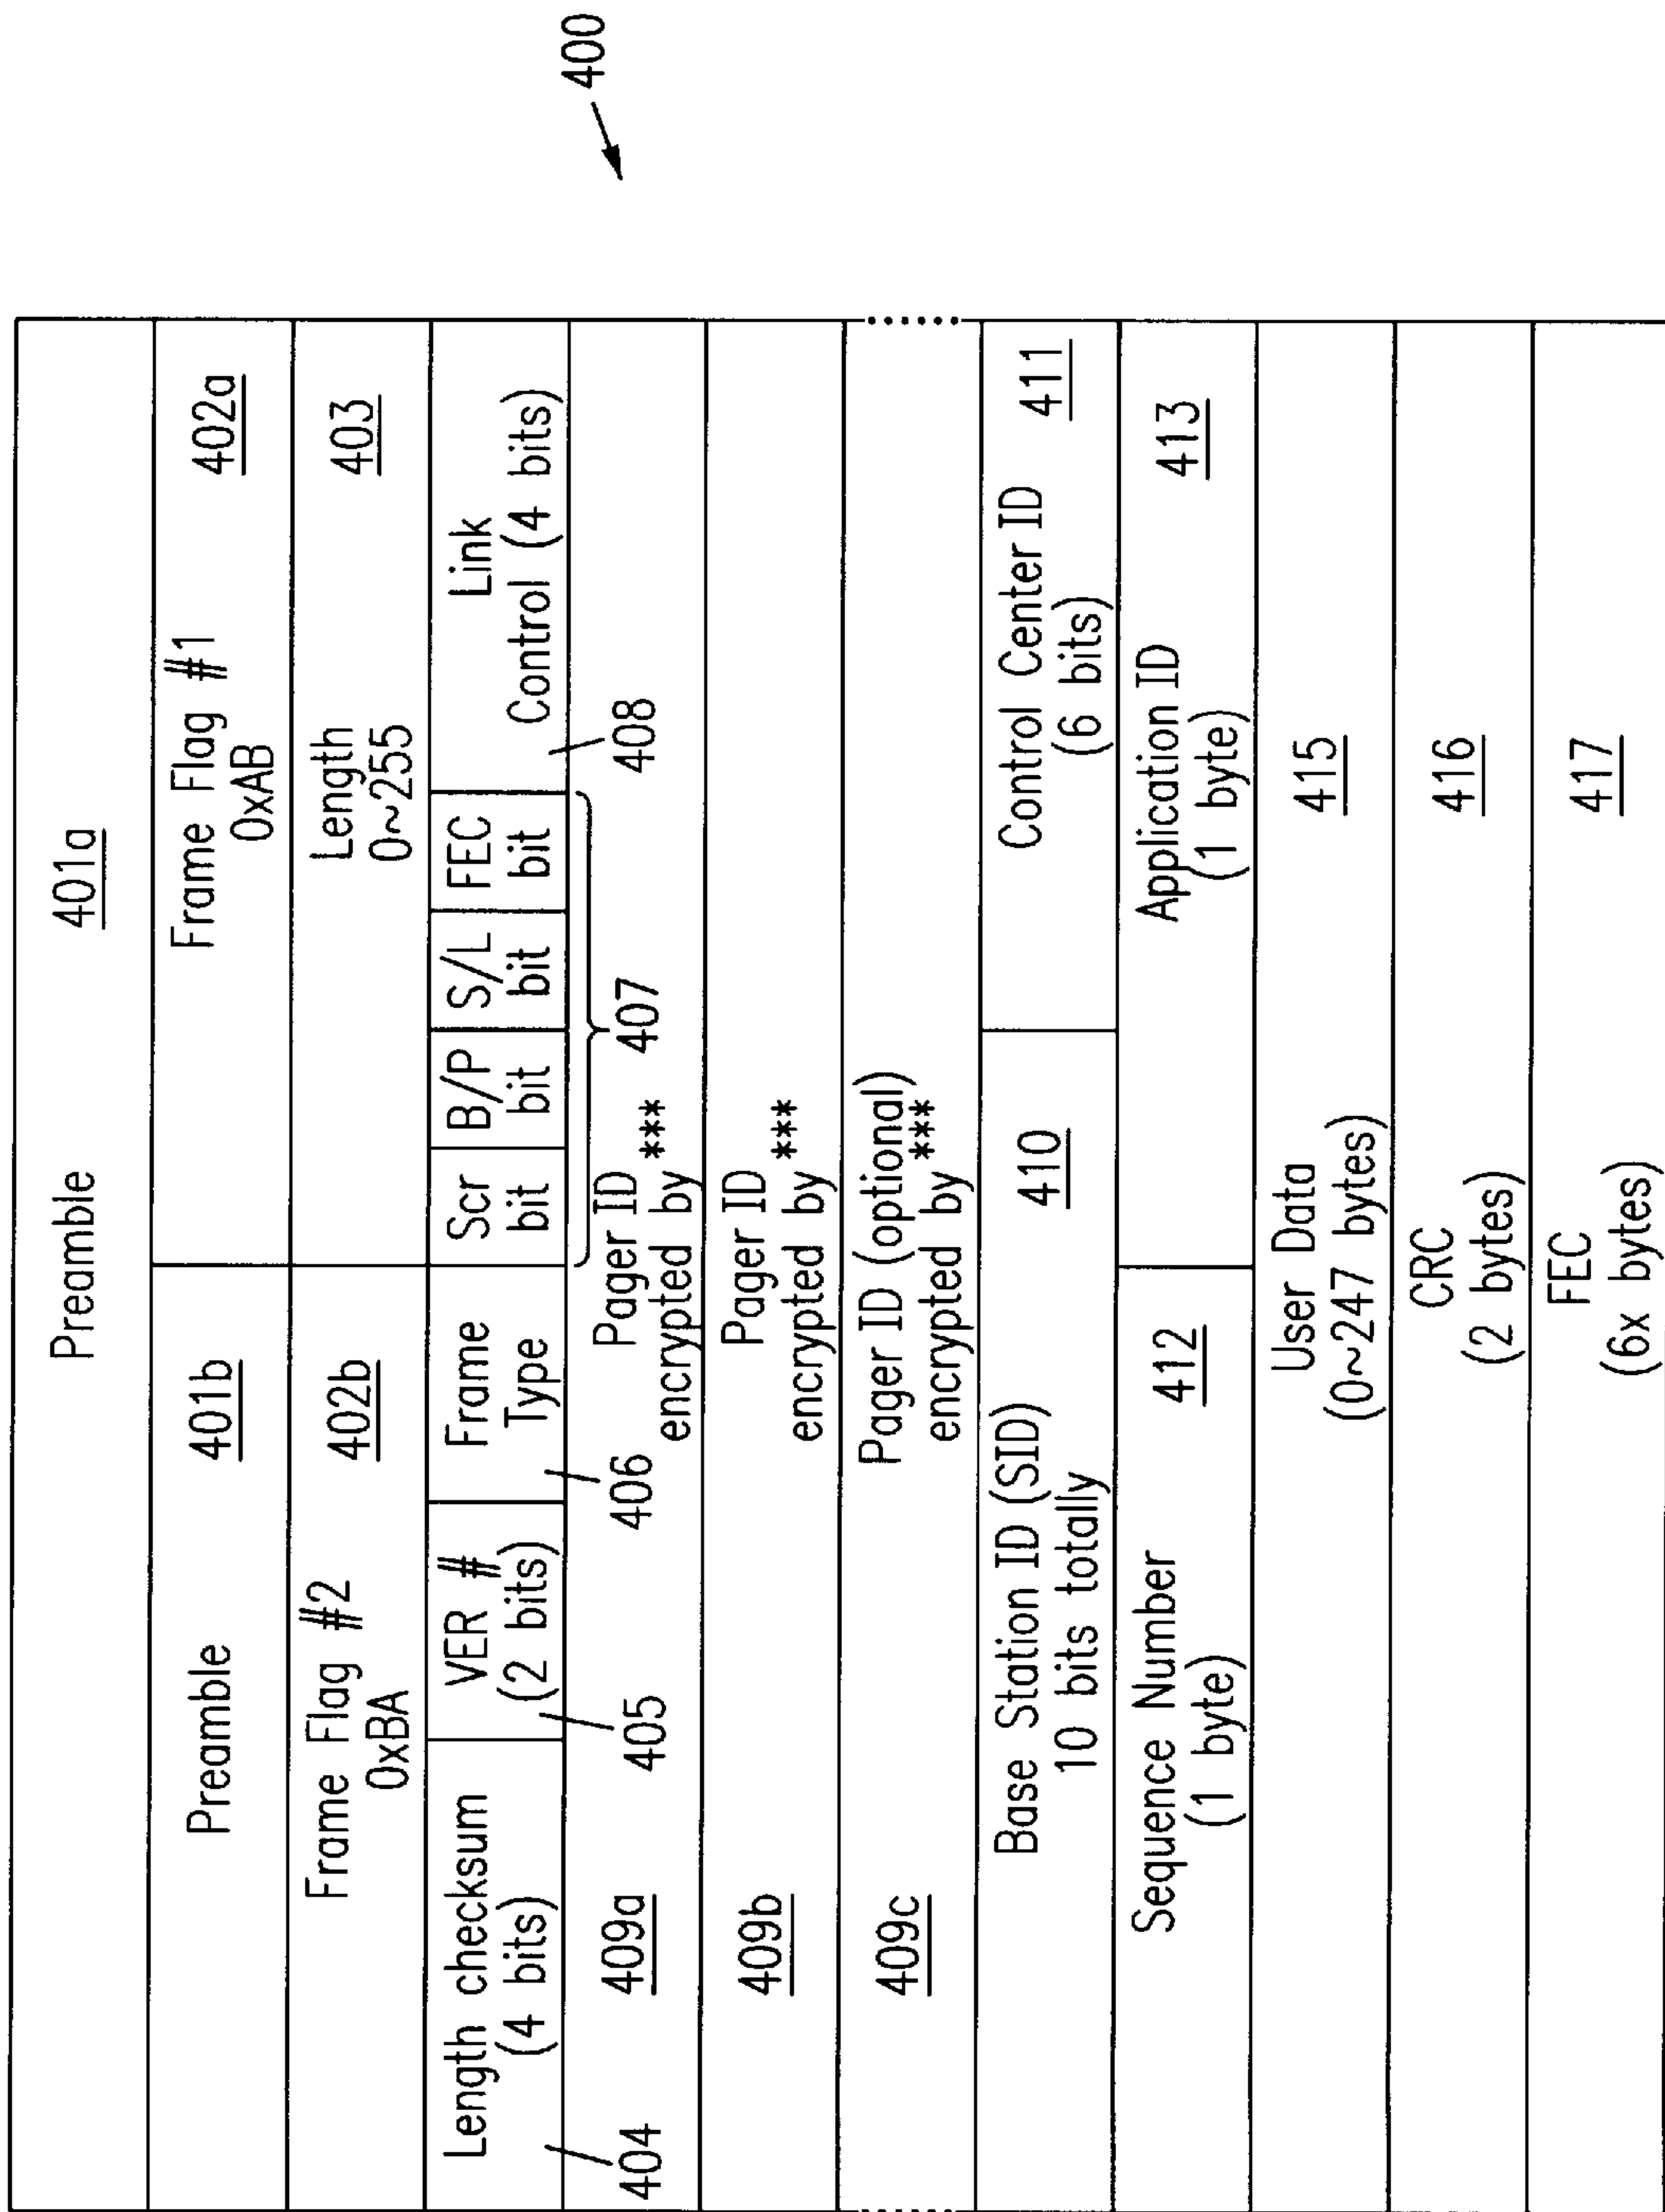 400
Preamble 401a
Preamble 401b
Frame Flag #1 402a
0xAB
Frame Flag #2 402b
0xBA
Length 403
0~255
Length checksum
(4 bits)
VER #
(2 bits)
Frame
Type
Scr
bit
B/P
bit
S/L
bit
FEC
bit
Link
Control (4 bits)
404
405
406
407
408
409a Pager ID
encrypted by ***
409b Pager ID
encrypted by ***
409c Pager ID (optional)
encrypted by ***
Base Station ID (SID) 410
10 bits totally
Control Center ID 411
(6 bits)
Sequence Number 412
(1 byte)
Application ID 413
(1 byte)
User Data 415
(0~247 bytes)
CRC 416
(2 bytes)
FEC 417
(6x bytes)